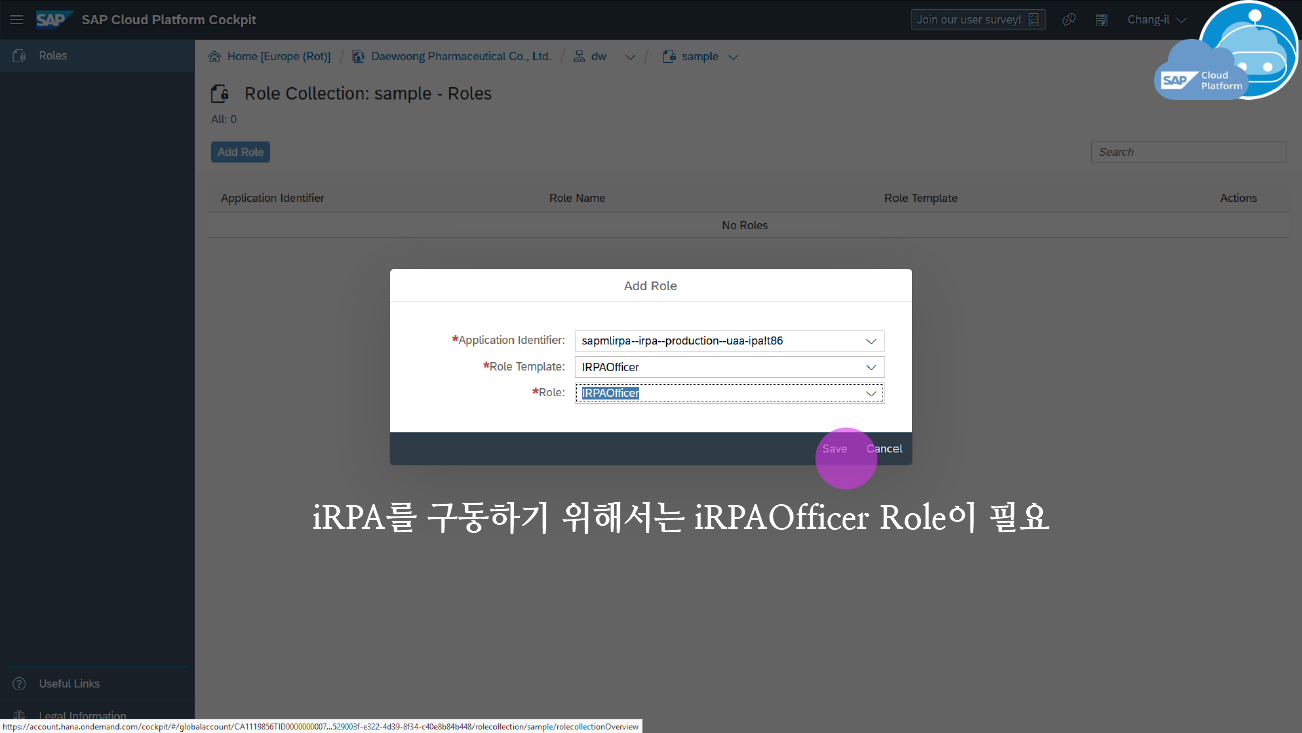 SAP SAP Cloud Platform Cockpit
Join our user survey!
Chang-il
Roles
Home [Europe (Rot)] / Daewoong Pharmaceutical Co., Ltd. / dw / sample
SAP Cloud
Platform
Role Collection: sample - Roles
All: 0
Add Role
Search
Application Identifier Role Name Role Template Actions
No Roles
Add Role
*Application Identifier: sapmlirpa--irpa--production--uaa-ipa!t86
*Role Template: IRPAOfficer
*Role: IRPAOfficer
Save Cancel
iRPA를 구동하기 위해서는 iRPAOfficer Role이 필요
Useful Links
Legal Information
https://account.hana.ondemand.com/cockpit/#/globalaccount/CA1119856TID0000000007...529003f-e322-4d39-8f34-c40e8b84b448/rolecollection/sample/rolecollectionOverview